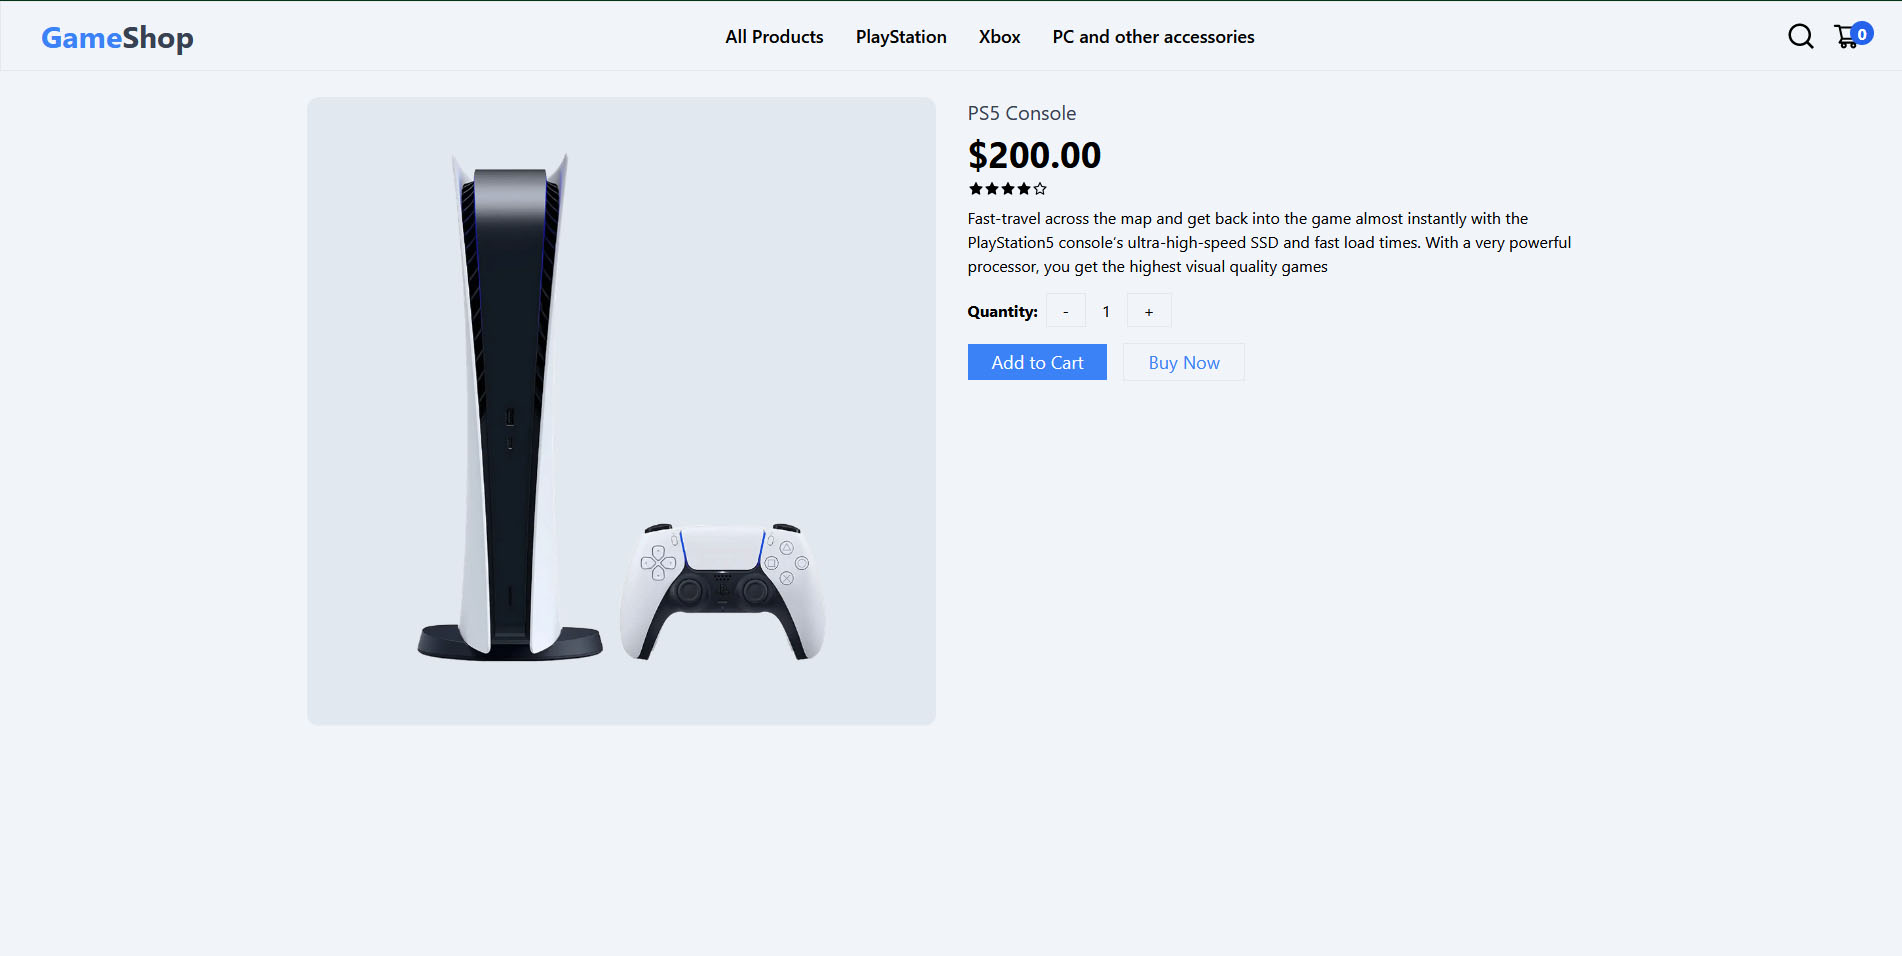 GameShop
All Products PlayStation Xbox PC and other accessories
0
PS5 Console
$200.00
Fast-travel across the map and get back into the game almost instantly with the
PlayStation5 console's ultra-high-speed SSD and fast load times. With a very powerful
processor, you get the highest visual quality games
Quantity: - 1 +
Add to Cart Buy Now